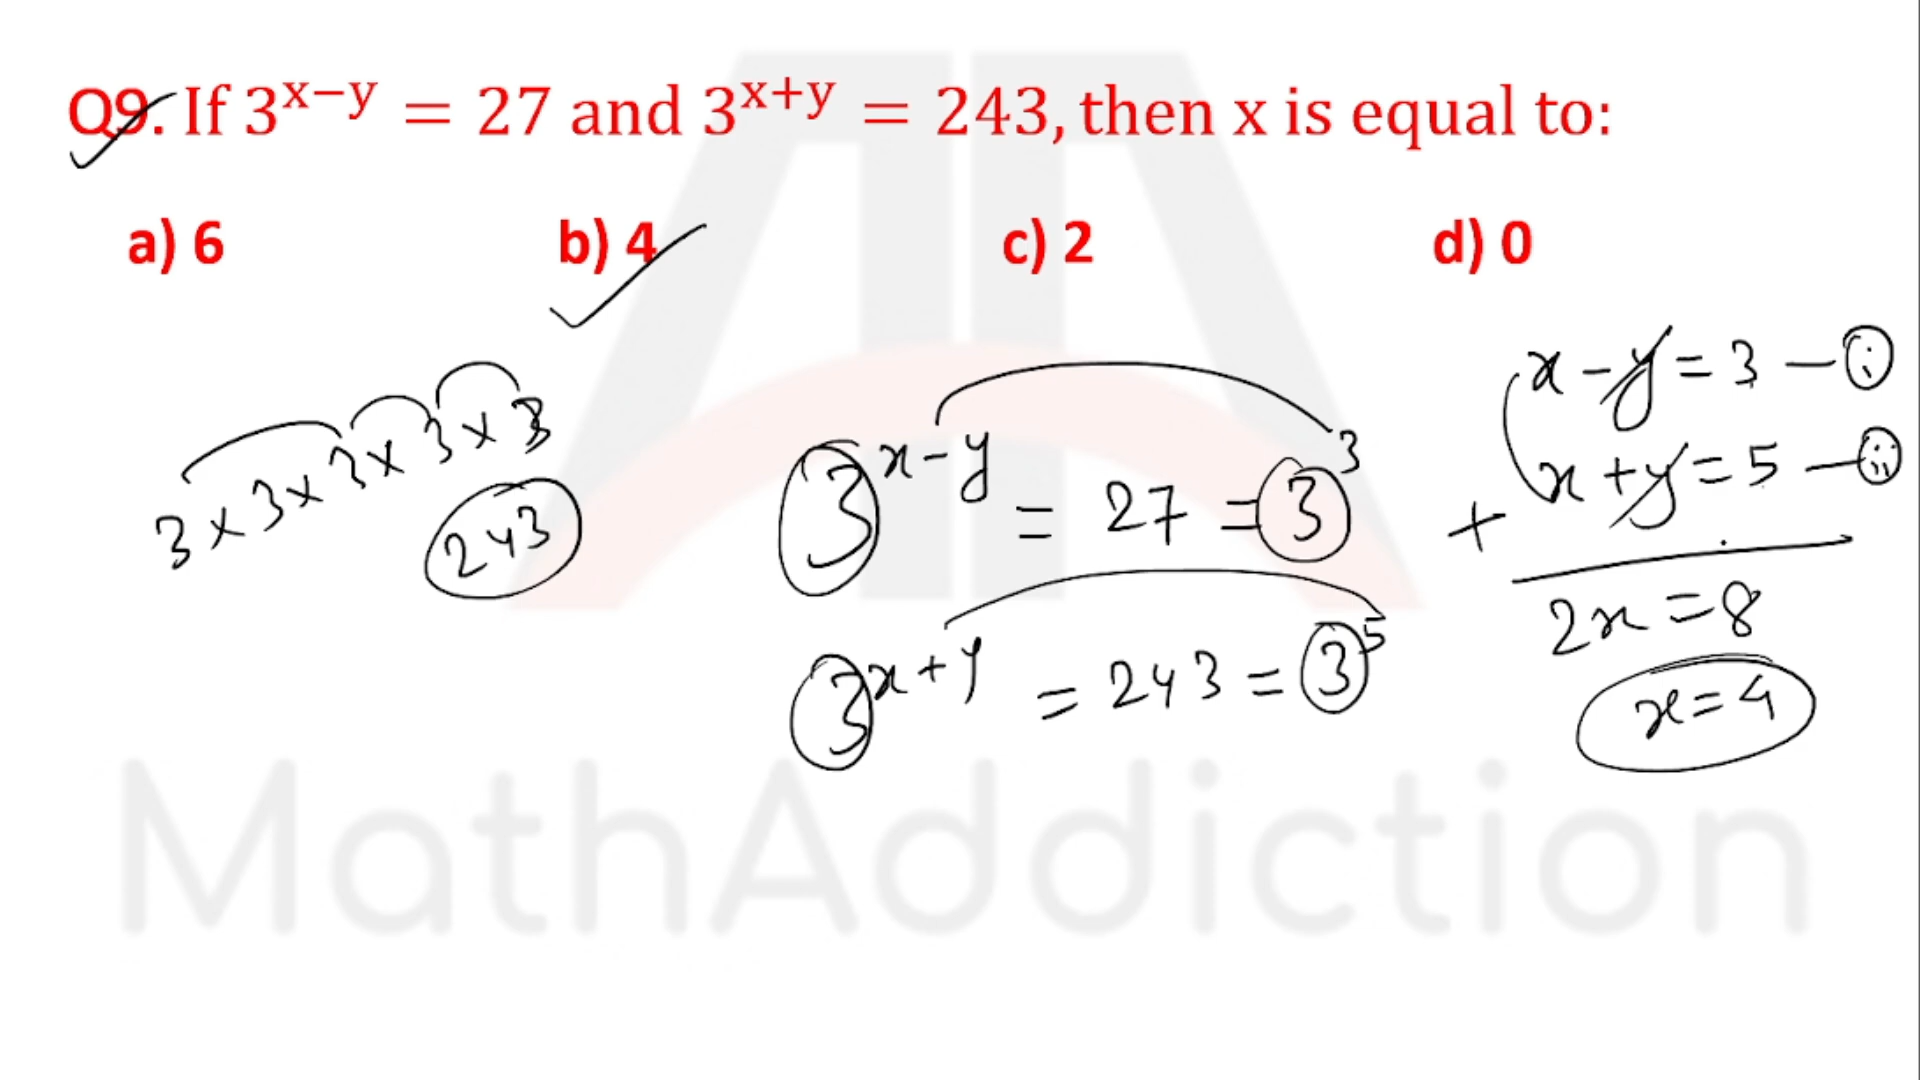 Q9. If 3^{x−y} = 27 and 3^{x+y} = 243, then x is equal to:
a) 6 b) 4 c) 2 d) 0
3 × 3 × 3 × 3 × 3
243
3^{x-y} = 27 = 3^3
3^{x+y} = 243 = 3^5
x - y = 3 — (i)
+ x + y = 5 — (ii)
2x = 8
x = 4
MathAddiction